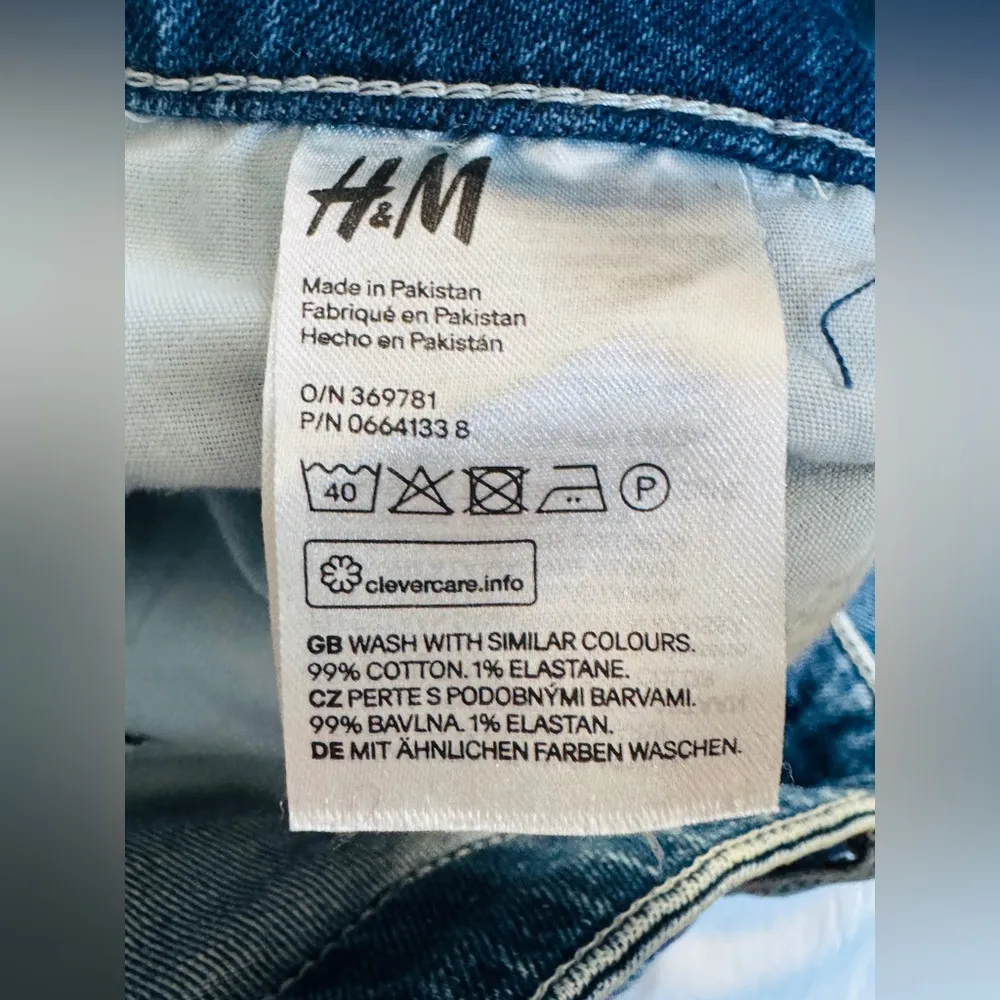 H&M
Made in Pakistan
Fabriqué en Pakistan
Hecho en Pakistán
O/N 369781
P/N 0664133 8
40 P
clevercare.info
GB WASH WITH SIMILAR COLOURS.
99% COTTON. 1% ELASTANE.
CZ PERTE S PODOBNÝMI BARVAMI.
99% BAVLNA. 1% ELASTAN.
DE MIT ÄHNLICHEN FARBEN WASCHEN.